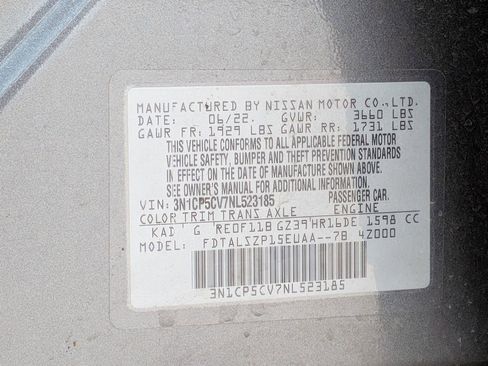 MANUFACTURED BY NISSAN MOTOR CO.,LTD.
DATE: 06/22. GVWR: 3660 LBS
GAWR FR: 1929 LBS GAWR RR: 1731 LBS
THIS VEHICLE CONFORMS TO ALL APPLICABLE FEDERAL MOTOR
VEHICLE SAFETY, BUMPER AND THEFT PREVENTION STANDARDS
IN EFFECT ON THE DATE OF MANUFACTURE SHOWN ABOVE.
SEE OWNER'S MANUAL FOR ADDITIONAL INFORMATION.
VIN: 3N1CP5CV7NL523185 PASSENGER CAR.
COLOR TRIM TRANS AXLE ENGINE
KAD ' G 'RE0F11B GZ39'HR16DE 1598 CC
MODEL: FDTALSZP15EUAA--78 42000
3N1CP5CV7NL523185